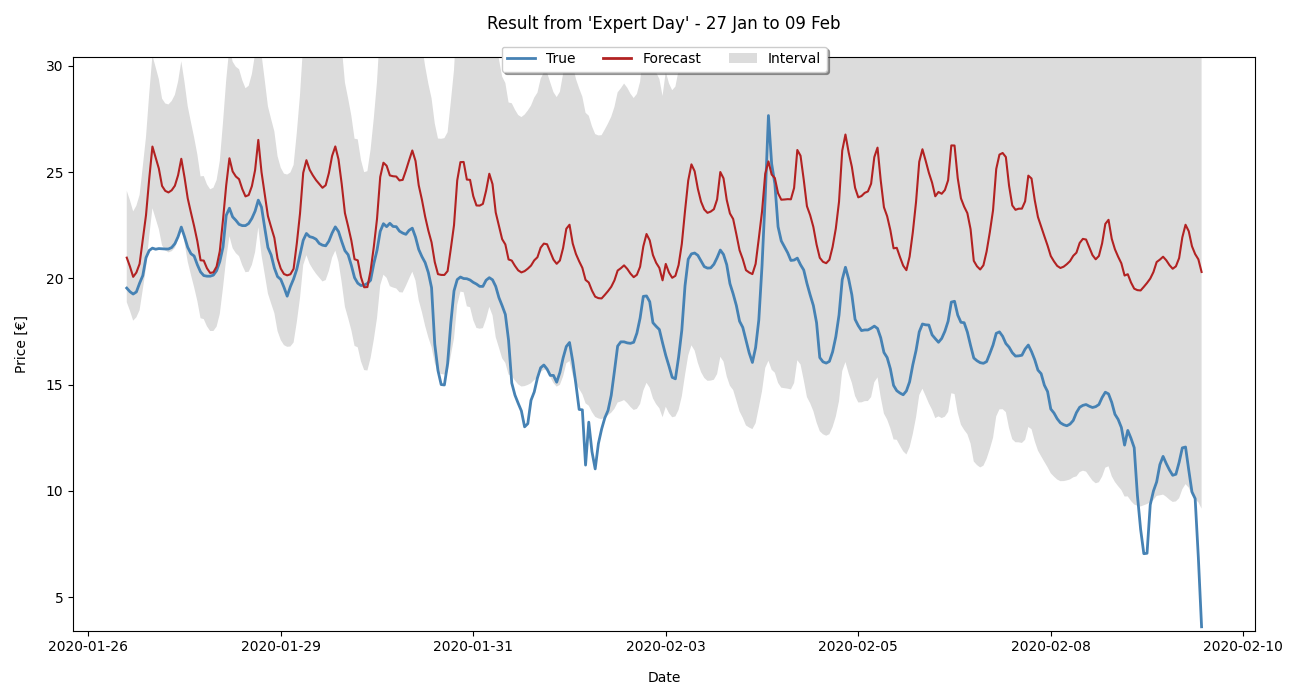 Result from 'Expert Day' - 27 Jan to 09 Feb
True Forecast Interval
30
25
20
15
10
5
Price [€]
2020-01-26 2020-01-29 2020-01-31 2020-02-03 2020-02-05 2020-02-08 2020-02-10
Date